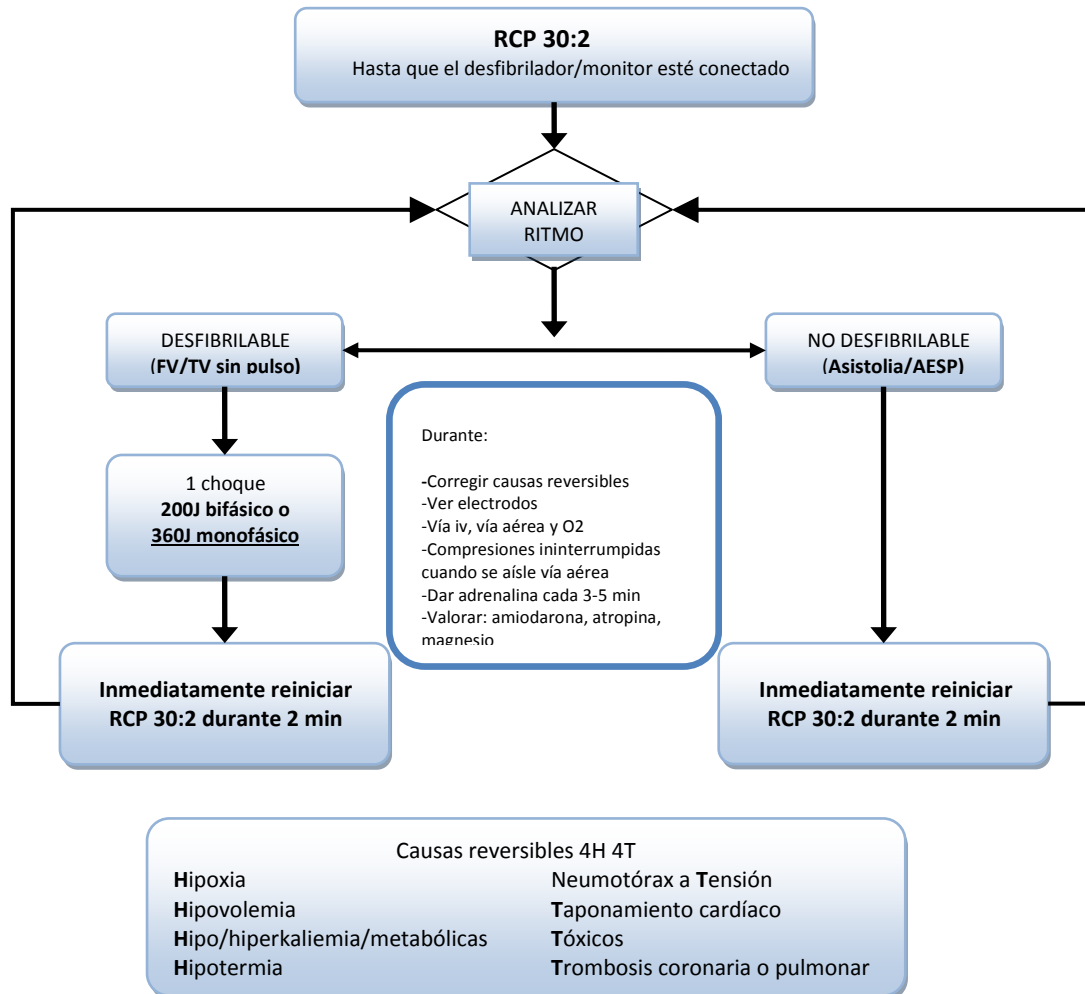 RCP 30:2
Hasta que el desfibrilador/monitor esté conectado
ANALIZAR
RITMO
DESFIBRILABLE
(FV/TV sin pulso)
NO DESFIBRILABLE
(Asistolia/AESP)
1 choque
200J bifásico o
360J monofásico
Durante:
-Corregir causas reversibles
-Ver electrodos
-Vía iv, vía aérea y O2
-Compresiones ininterrumpidas
cuando se aísle vía aérea
-Dar adrenalina cada 3-5 min
-Valorar: amiodarona, atropina,
magnesio
Inmediatamente reiniciar
RCP 30:2 durante 2 min
Inmediatamente reiniciar
RCP 30:2 durante 2 min
Causas reversibles 4H 4T
Hipoxia
Hipovolemia
Hipo/hiperkaliemia/metabólicas
Hipotermia
Neumotórax a Tensión
Taponamiento cardíaco
Tóxicos
Trombosis coronaria o pulmonar